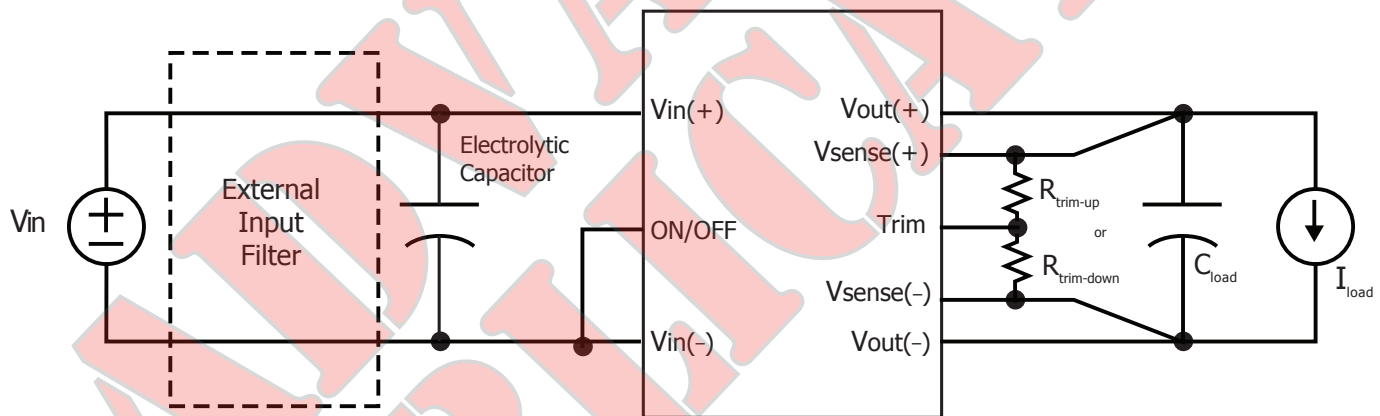 Vin
External
Input
Filter
Electrolytic
Capacitor
Vin(+)
ON/OFF
Vin(−)
Vout(+)
Vsense(+)
Trim
Vsense(−)
Vout(−)
Rtrim-up
or
Rtrim-down
Cload
Iload